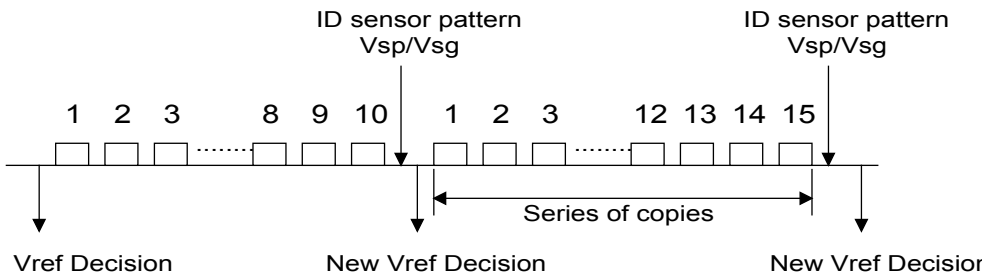 ID sensor pattern
Vsp/Vsg
ID sensor pattern
Vsp/Vsg
1 2 3 8 9 10 1 2 3 12 13 14 15
Series of copies
Vref Decision
New Vref Decision
New Vref Decision